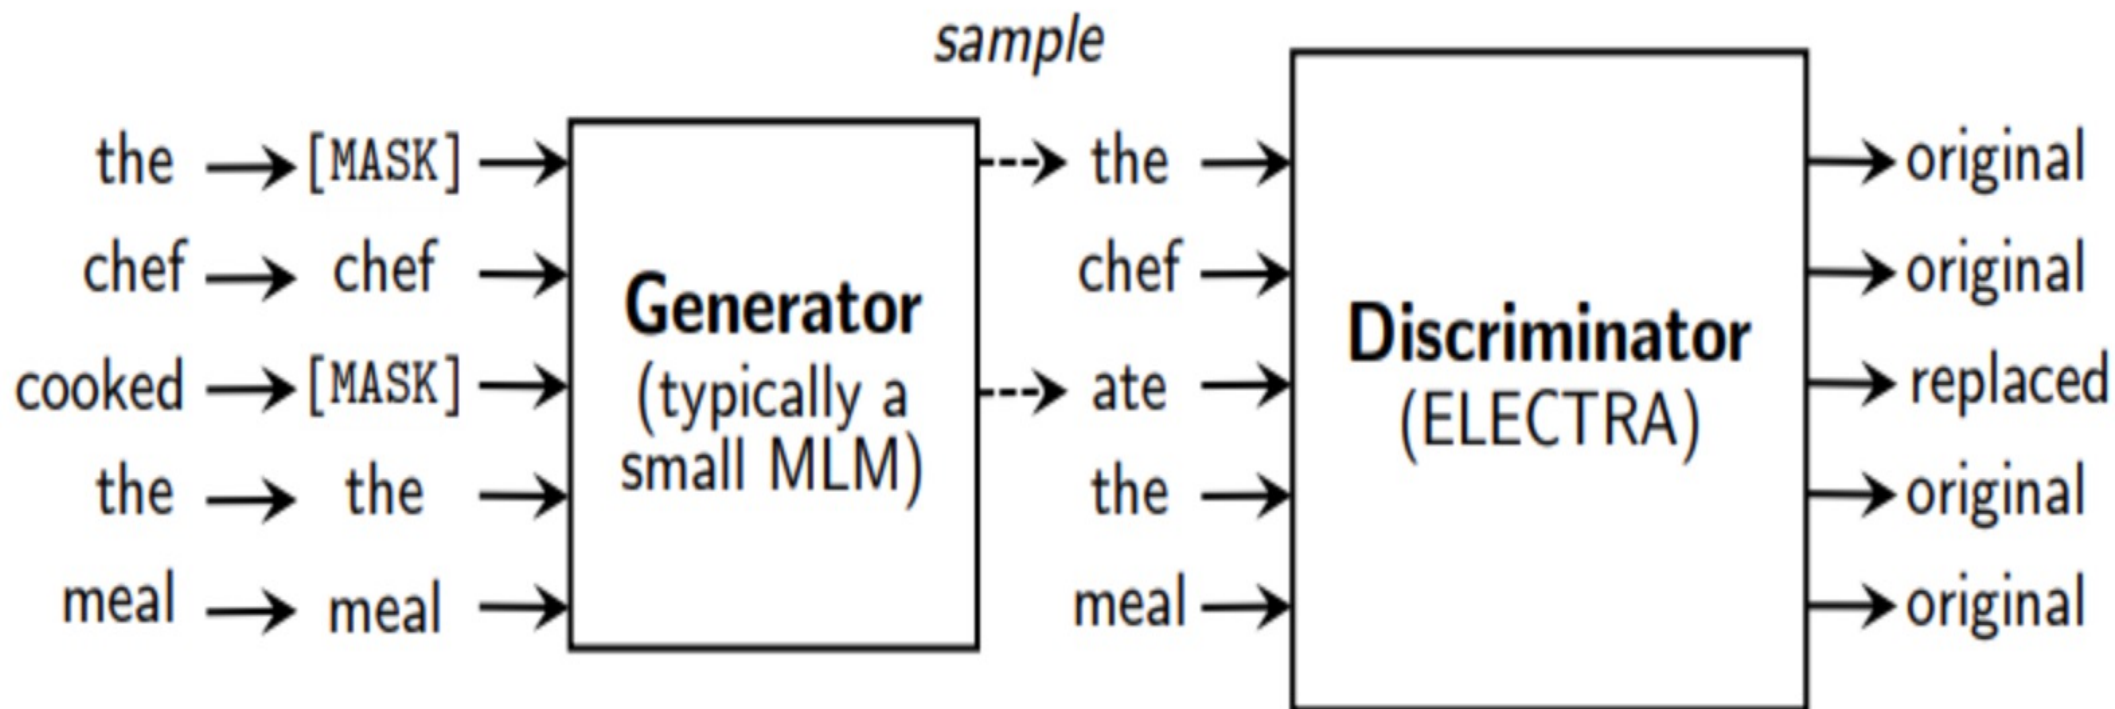 sample
the [MASK] the original
chef chef chef original
Generator
Discriminator
cooked [MASK] (typically a ate (ELECTRA) replaced
small MLM)
the the the original
meal meal meal original